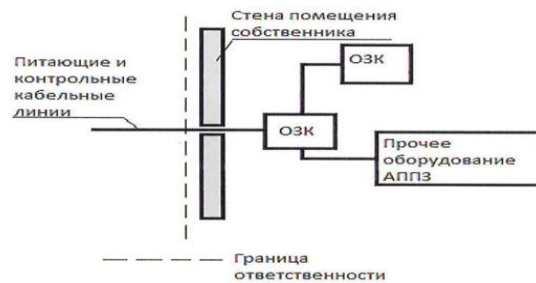 Стена помещения
собственника
Питающие и
контрольные
кабельные
линии
ОЗК
ОЗК
Прочее
оборудование
АППЗ
Граница
ответственности